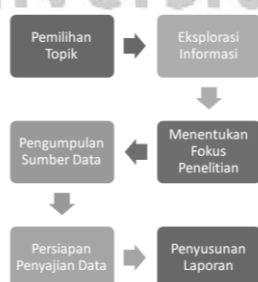 Pemilihan
Topik
Eksplorasi
Informasi
Menentukan
Fokus
Penelitian
Pengumpulan
Sumber Data
Persiapan
Penyajian Data
Penyusunan
Laporan